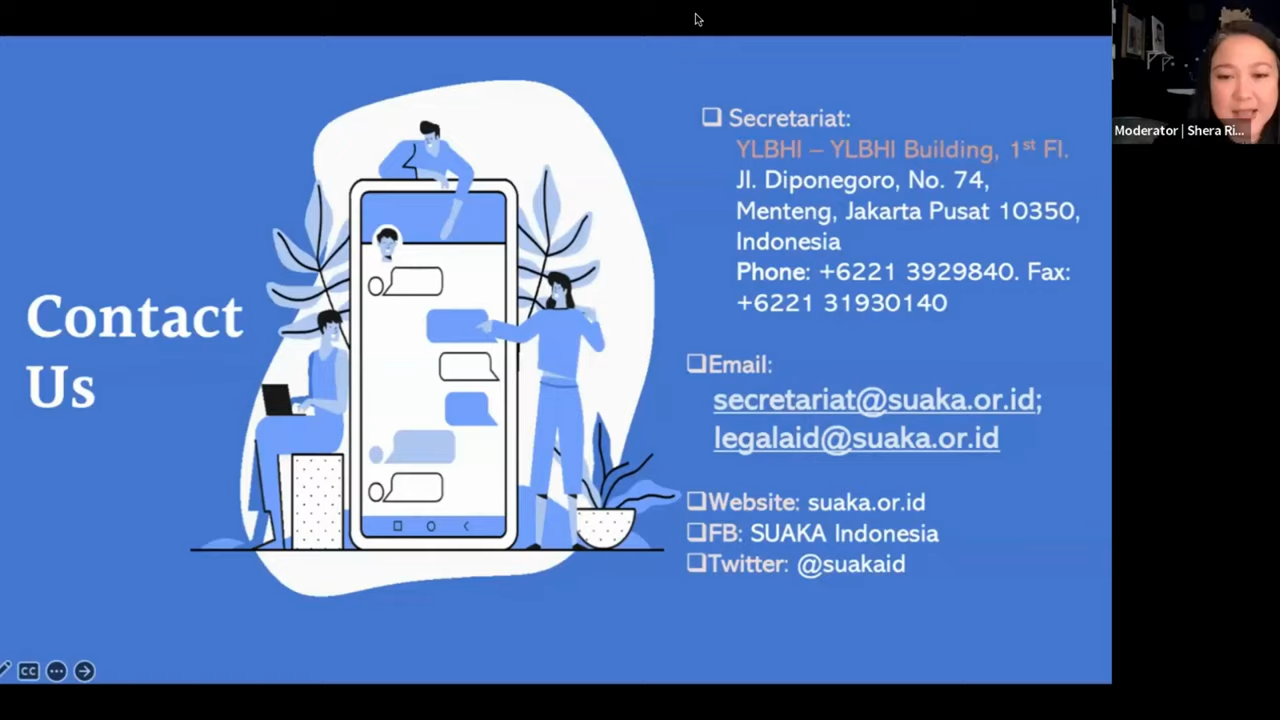 Contact
Us
Secretariat:
YLBHI – YLBHI Building, 1st Fl.
Jl. Diponegoro, No. 74,
Menteng, Jakarta Pusat 10350,
Indonesia
Phone: +6221 3929840. Fax:
+6221 31930140
Email:
secretariat@suaka.or.id;
legalaid@suaka.or.id
Website: suaka.or.id
FB: SUAKA Indonesia
Twitter: @suakaid
CC
Moderator | Shera Ri...